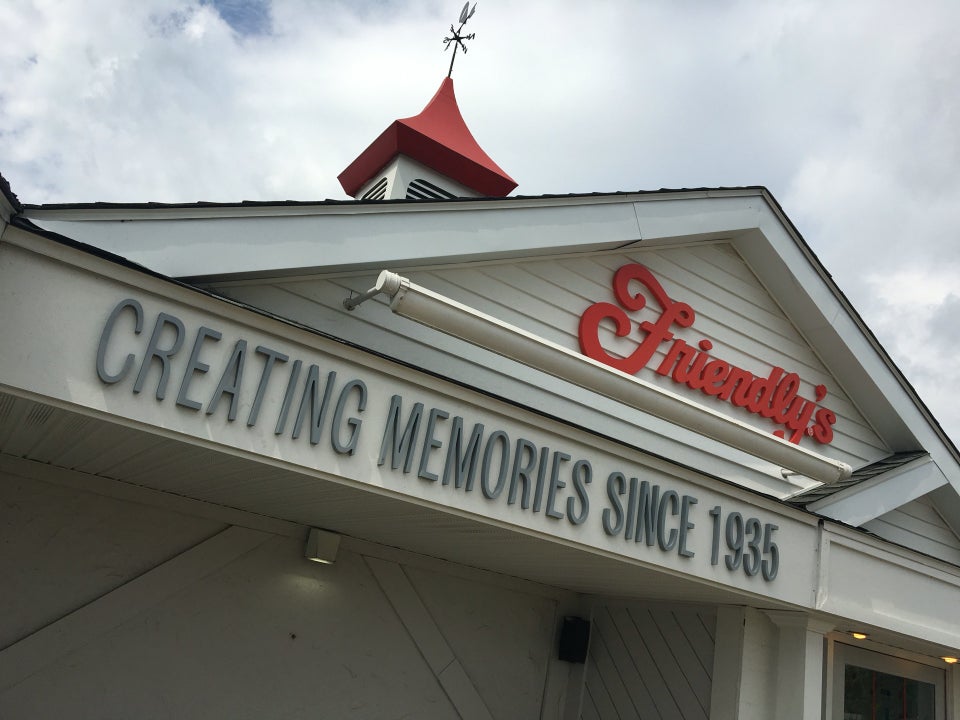 Friendly's
CREATING MEMORIES SINCE 1935